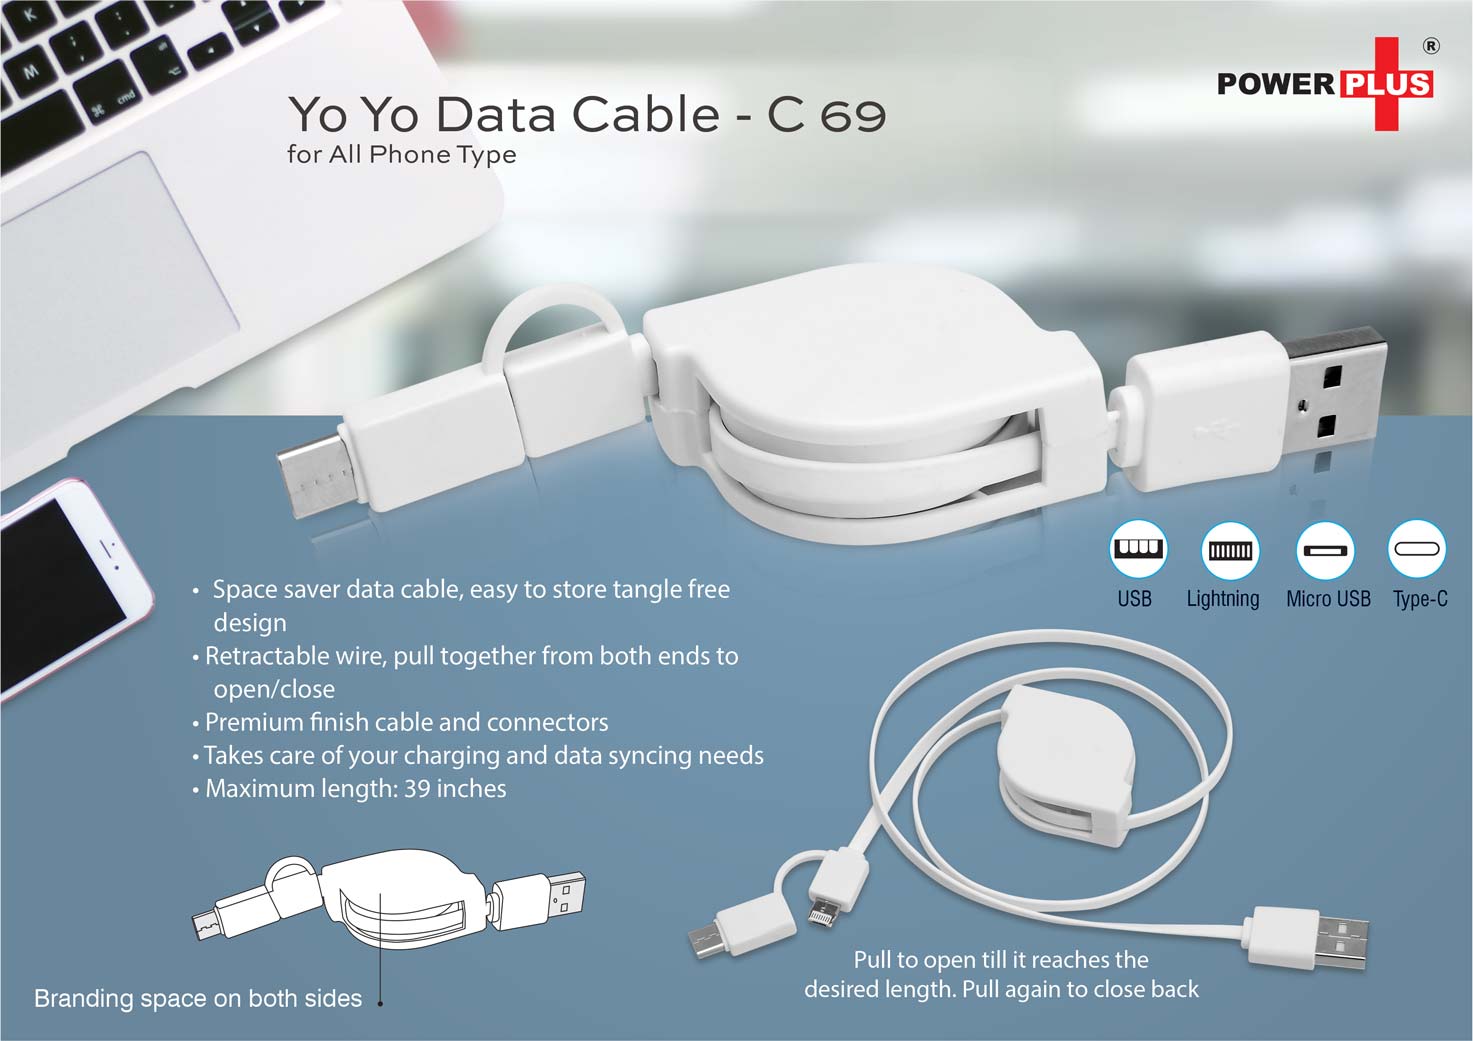 K
M
alt
⌥
⌘
cmd
Yo Yo Data Cable - C 69
for All Phone Type
POWER PLUS ®
USB
Lightning
Micro USB
Type-C
• Space saver data cable, easy to store tangle free
design
• Retractable wire, pull together from both ends to
open/close
• Premium finish cable and connectors
• Takes care of your charging and data syncing needs
• Maximum length: 39 inches
Branding space on both sides
Pull to open till it reaches the
desired length. Pull again to close back